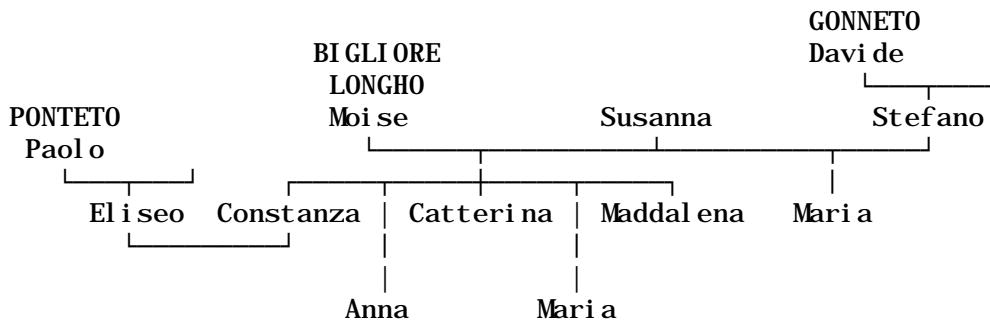 GONNETO
BIGLIORE Davide
LONGHO
PONTETO Moise Susanna Stefano
Paolo
Eliseo Constanza Catterina Maddalena Maria
Anna Maria